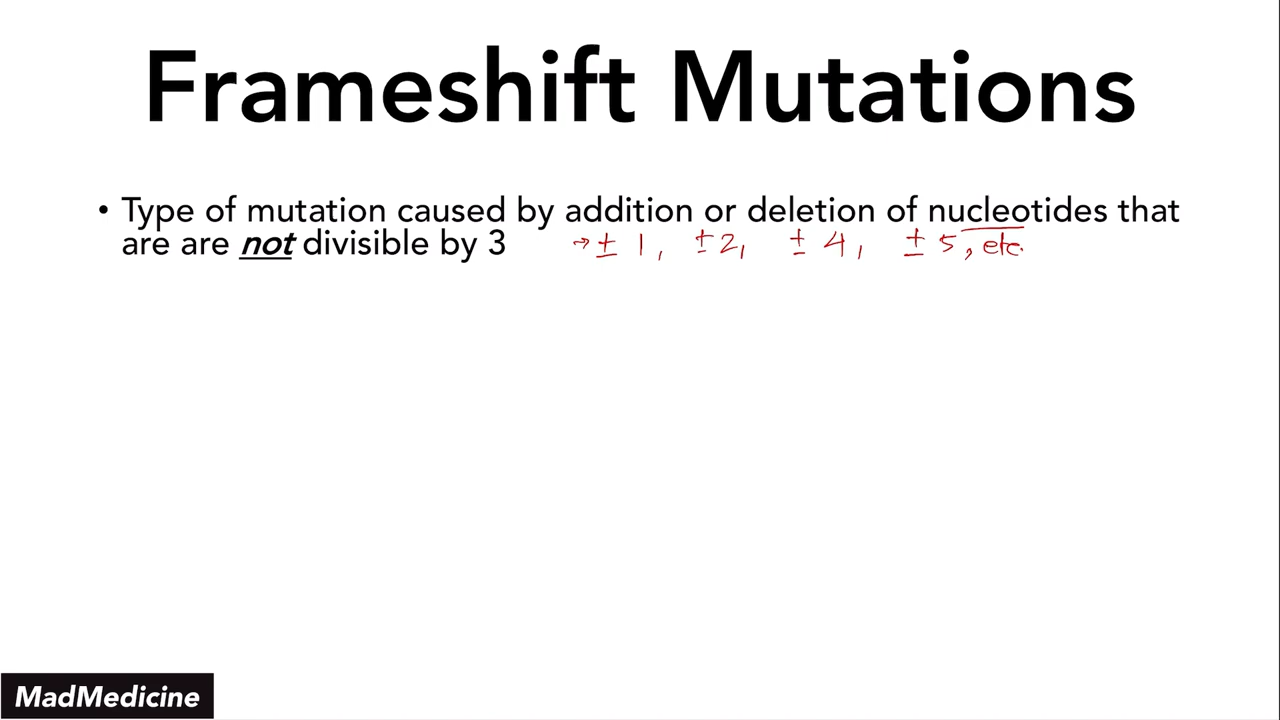 Frameshift Mutations
• Type of mutation caused by addition or deletion of nucleotides that
are are not divisible by 3 → ± 1, ± 2, ± 4, ± 5, etc.
MadMedicine